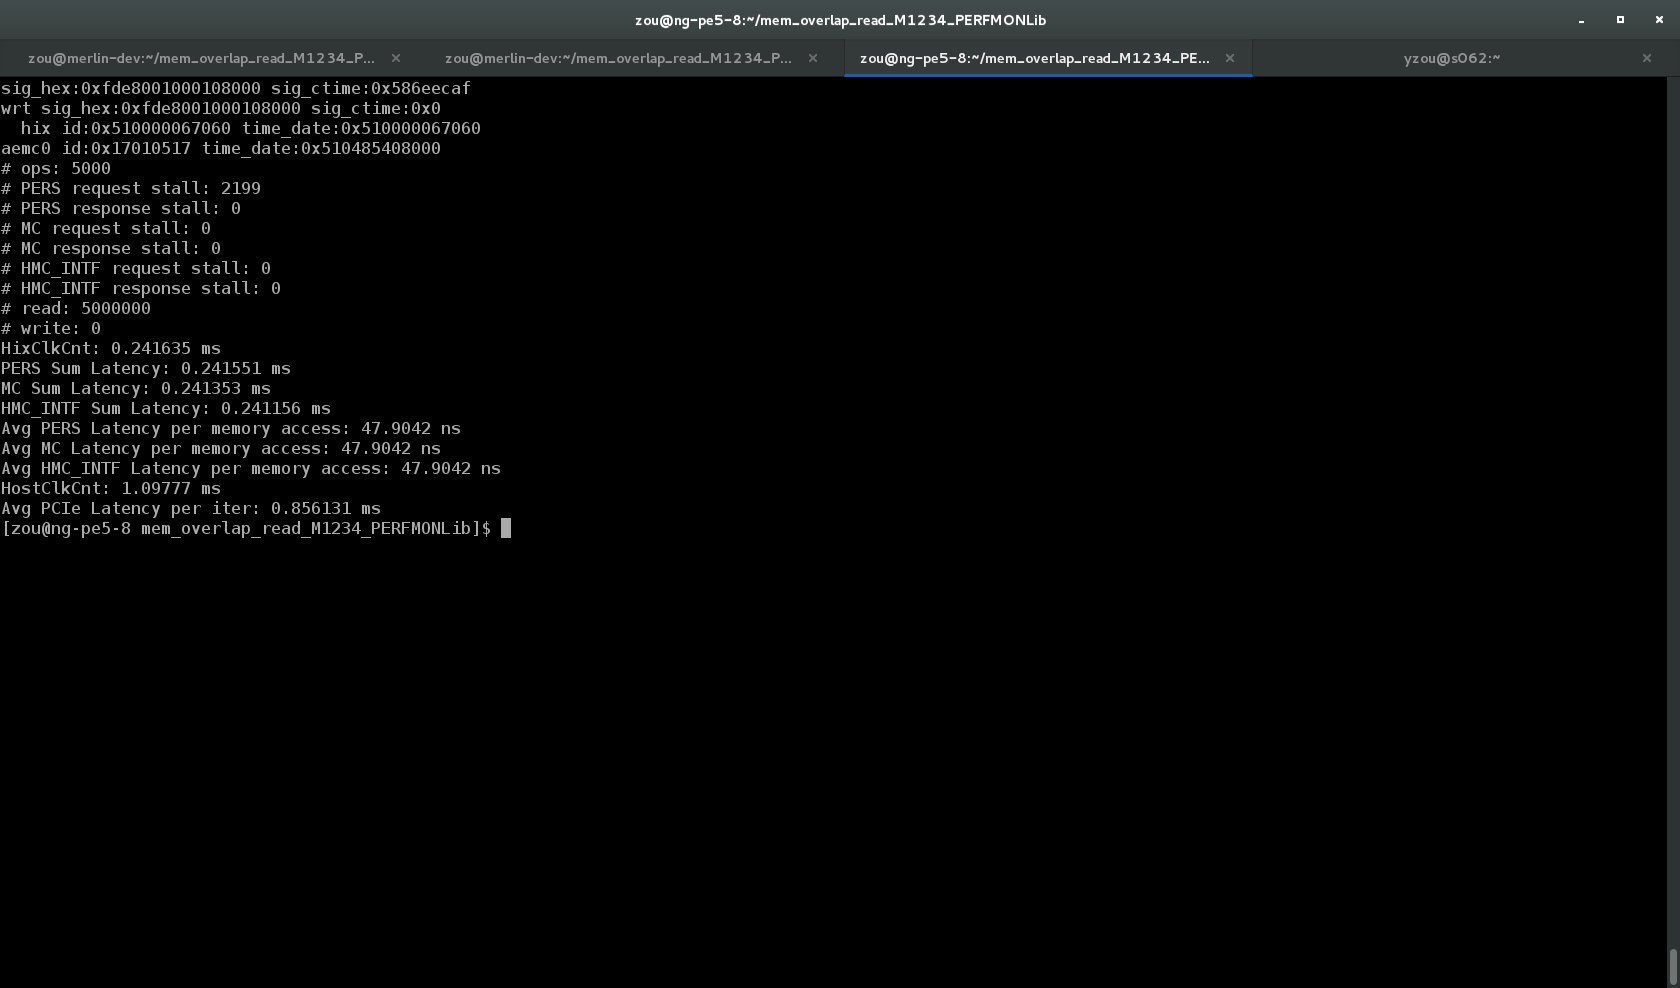 zou@ng-pe5-8:~/mem_overlap_read_M1234_PERFMONLib
zou@merlin-dev:~/mem_overlap_read_M1234_P...
zou@merlin-dev:~/mem_overlap_read_M1234_P...
zou@ng-pe5-8:~/mem_overlap_read_M1234_PE...
yzou@s062:~
sig_hex:0xfde8001000108000 sig_ctime:0x586eecaf
wrt sig_hex:0xfde8001000108000 sig_ctime:0x0
  hix id:0x510000067060 time_date:0x510000067060
aemc0 id:0x17010517 time_date:0x510485408000
# ops: 5000
# PERS request stall: 2199
# PERS response stall: 0
# MC request stall: 0
# MC response stall: 0
# HMC_INTF request stall: 0
# HMC_INTF response stall: 0
# read: 5000000
# write: 0
HixClkCnt: 0.241635 ms
PERS Sum Latency: 0.241551 ms
MC Sum Latency: 0.241353 ms
HMC_INTF Sum Latency: 0.241156 ms
Avg PERS Latency per memory access: 47.9042 ns
Avg MC Latency per memory access: 47.9042 ns
Avg HMC_INTF Latency per memory access: 47.9042 ns
HostClkCnt: 1.09777 ms
Avg PCIe Latency per iter: 0.856131 ms
[zou@ng-pe5-8 mem_overlap_read_M1234_PERFMONLib]$